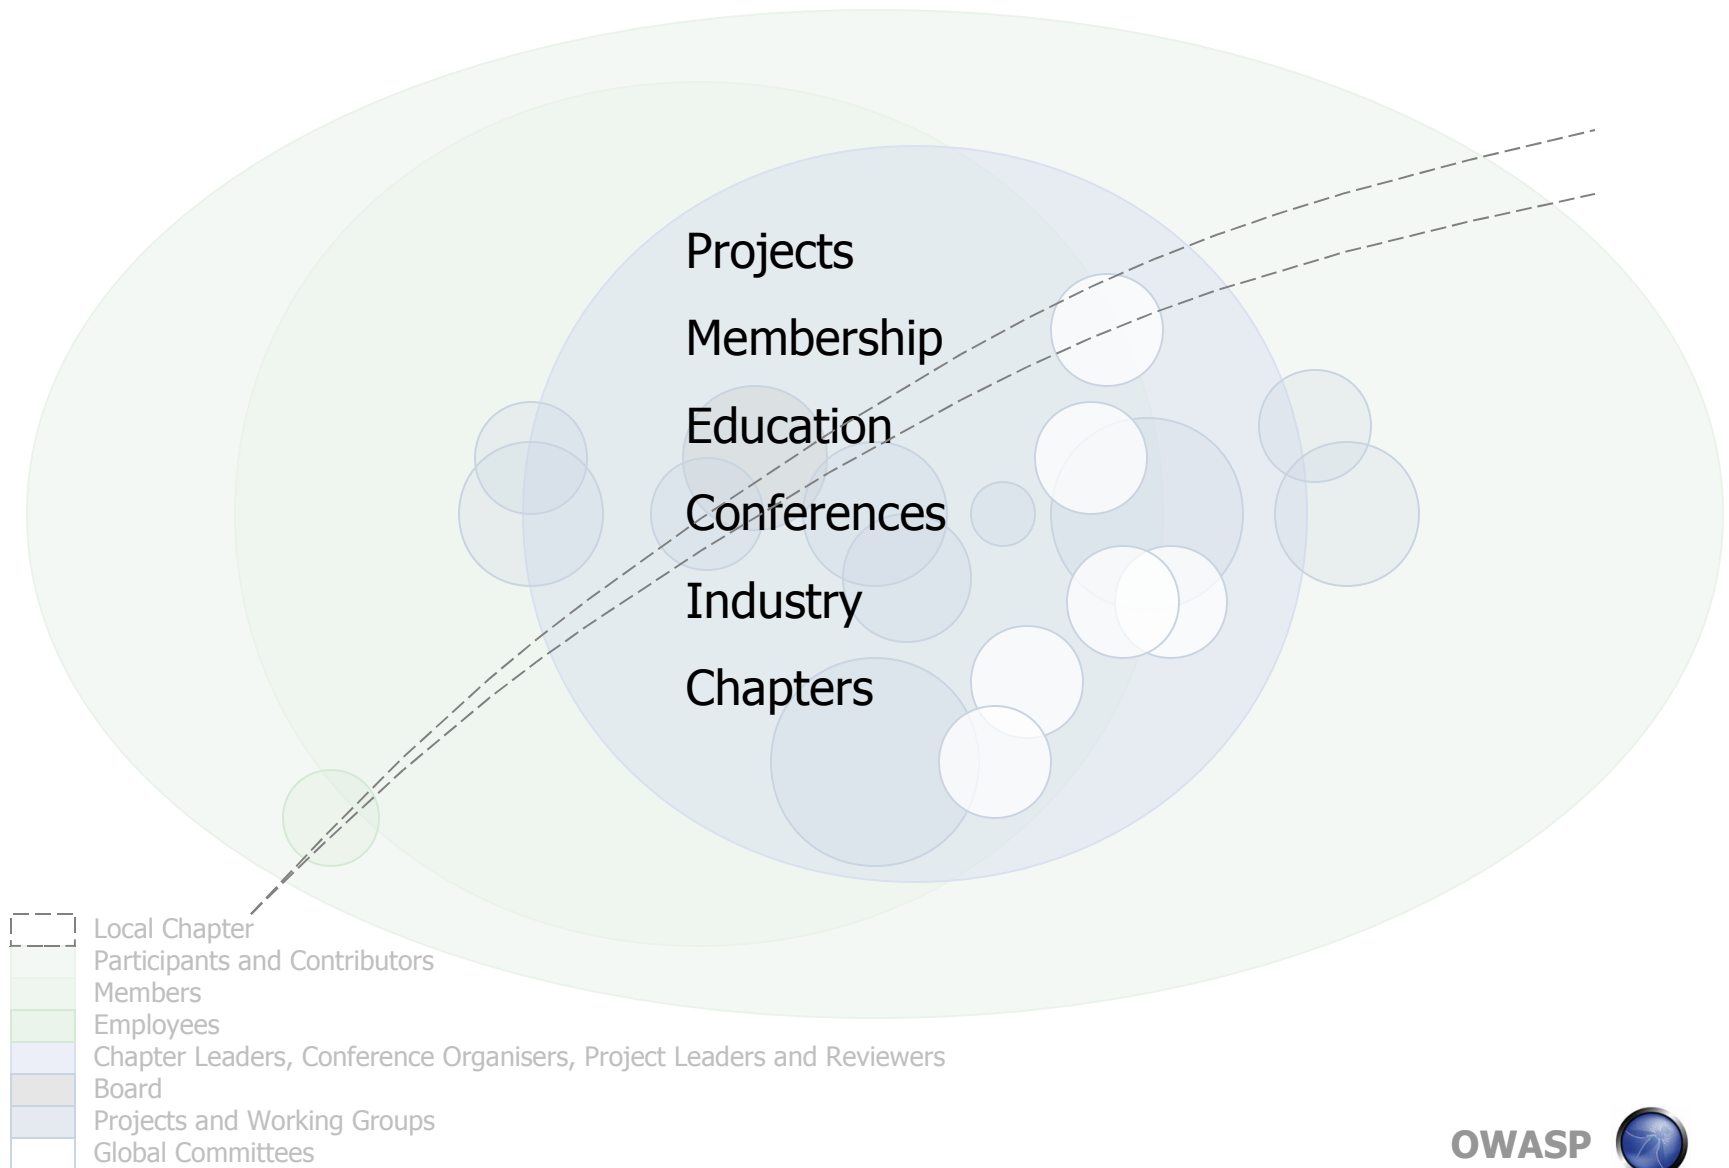 Projects
Membership
Education
Conferences
Industry
Chapters
Local Chapter
Participants and Contributors
Members
Employees
Chapter Leaders, Conference Organisers, Project Leaders and Reviewers
Board
Projects and Working Groups
Global Committees
OWASP